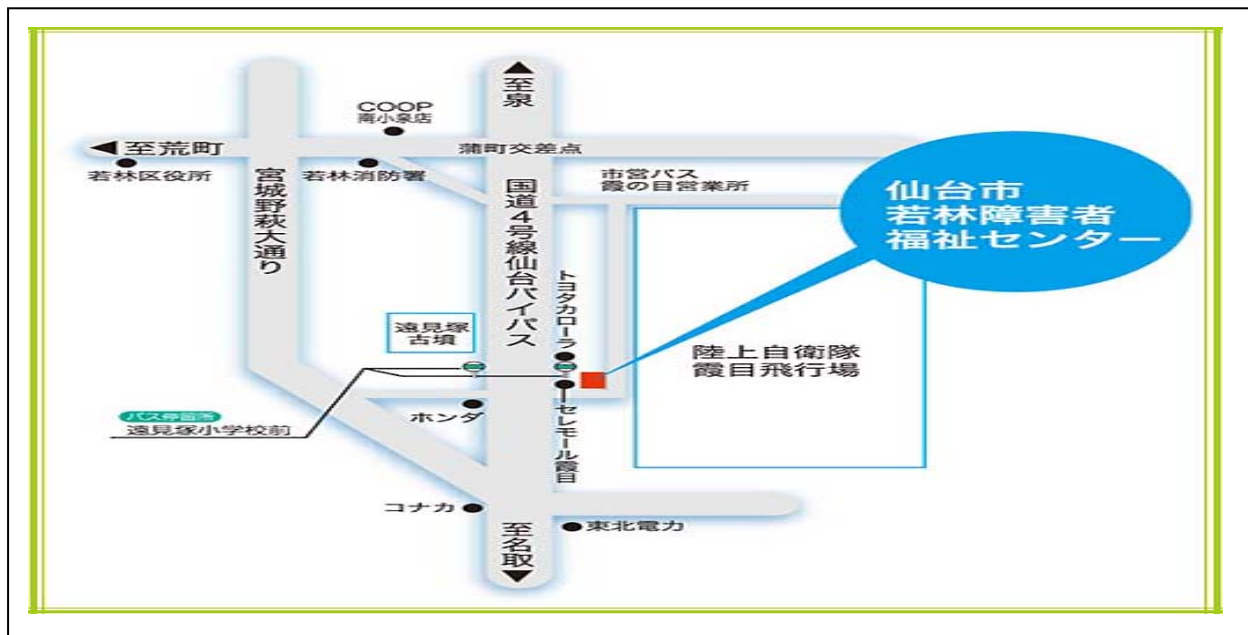 至泉
COOP
南小泉店
至荒町
蒲町交差点
若林区役所
若林消防署
市営バス
霞の目営業所
仙台市
若林障害者
福祉センター
宮城野萩大通り
国道4号線仙台バイパス
トヨタカローラ
遠見塚
古墳
陸上自衛隊
霞目飛行場
バス停留所
遠見塚小学校前
ホンダ
セレモール霞目
コナカ
東北電力
至名取